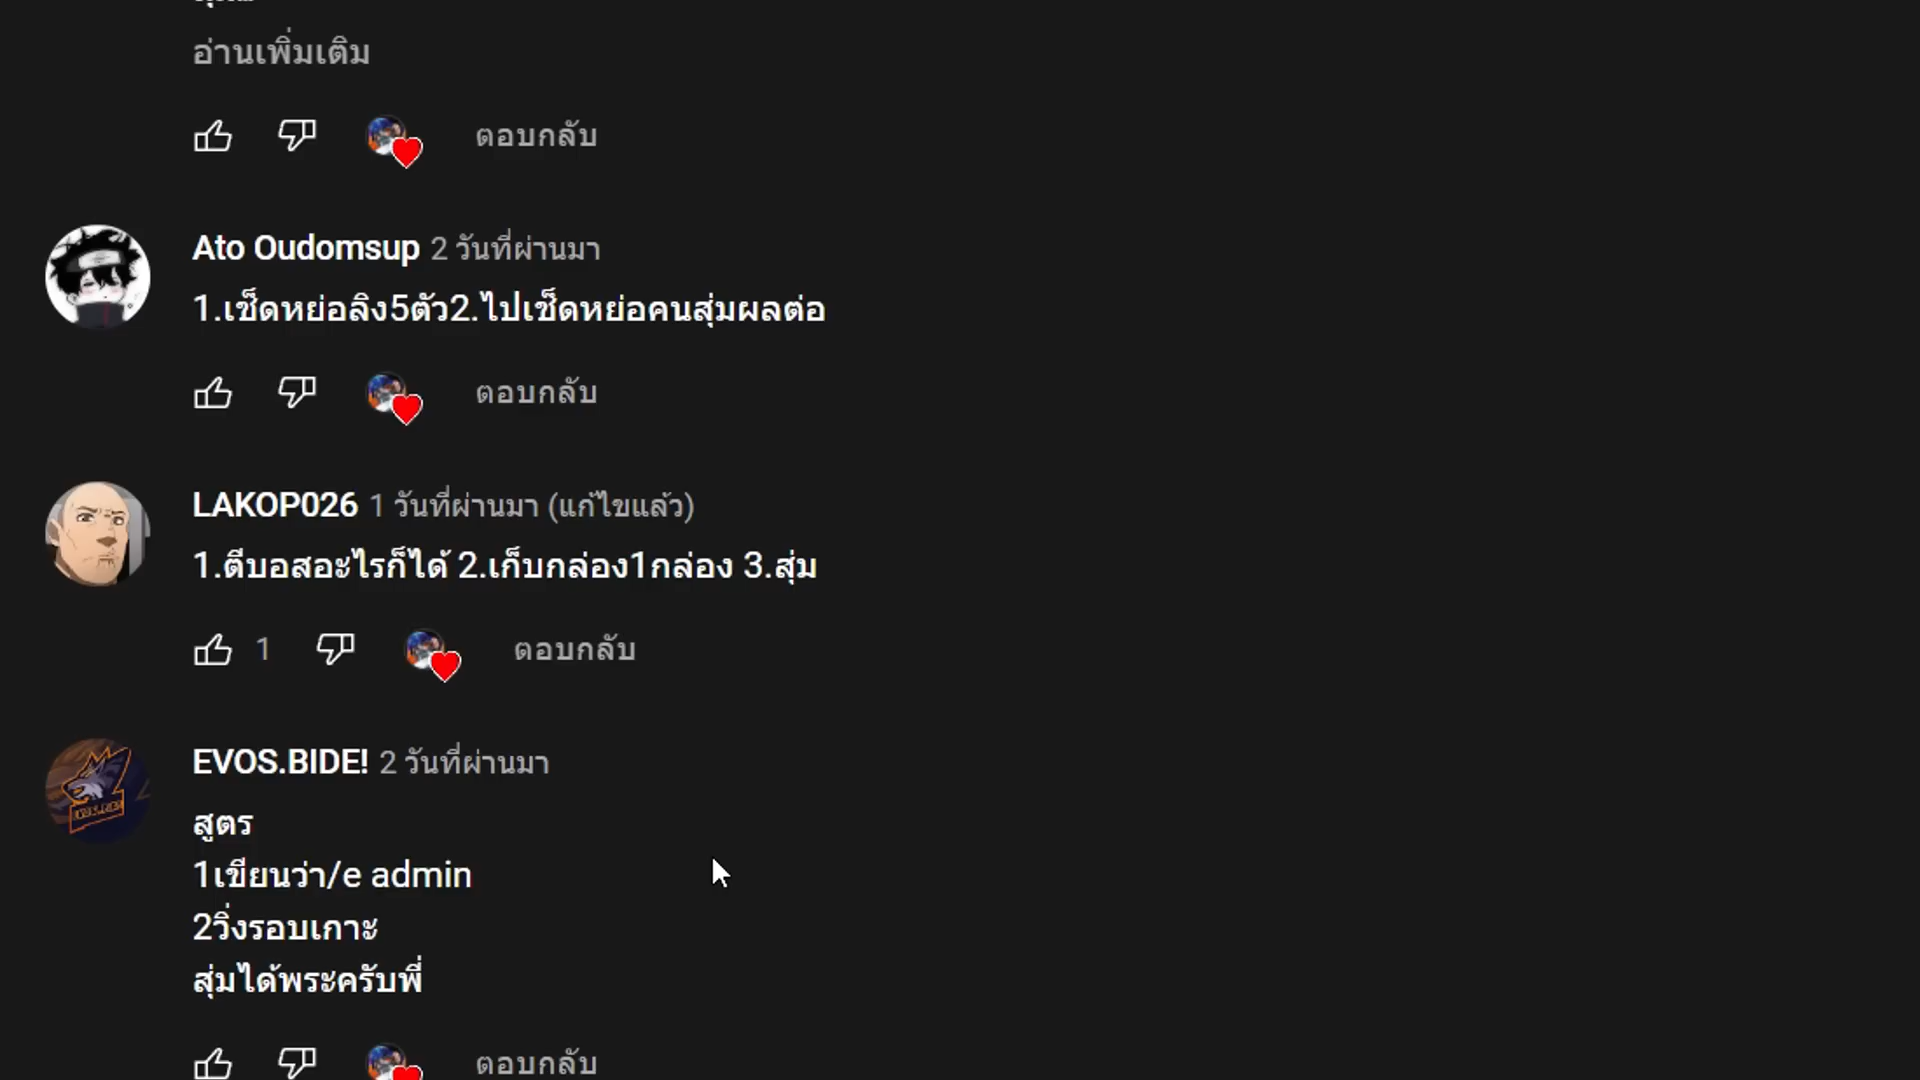 อ่านเพิ่มเติม
ตอบกลับ
Ato Oudomsup 2 วันที่ผ่านมา
1.เช็ดหย่อลิง5ตัว2.ไปเช็ดหย่อคนสุ่มผลต่อ
ตอบกลับ
LAKOP026 1 วันที่ผ่านมา (แก้ไขแล้ว)
1.ตีบอสอะไรก็ได้ 2.เก็บกล่อง1กล่อง 3.สุ่ม
1 ตอบกลับ
EVOS.BIDE! 2 วันที่ผ่านมา
สูตร
1เขียนว่า/e admin
2วิ่งรอบเกาะ
สุ่มได้พระครับพี่
ตอบกลับ